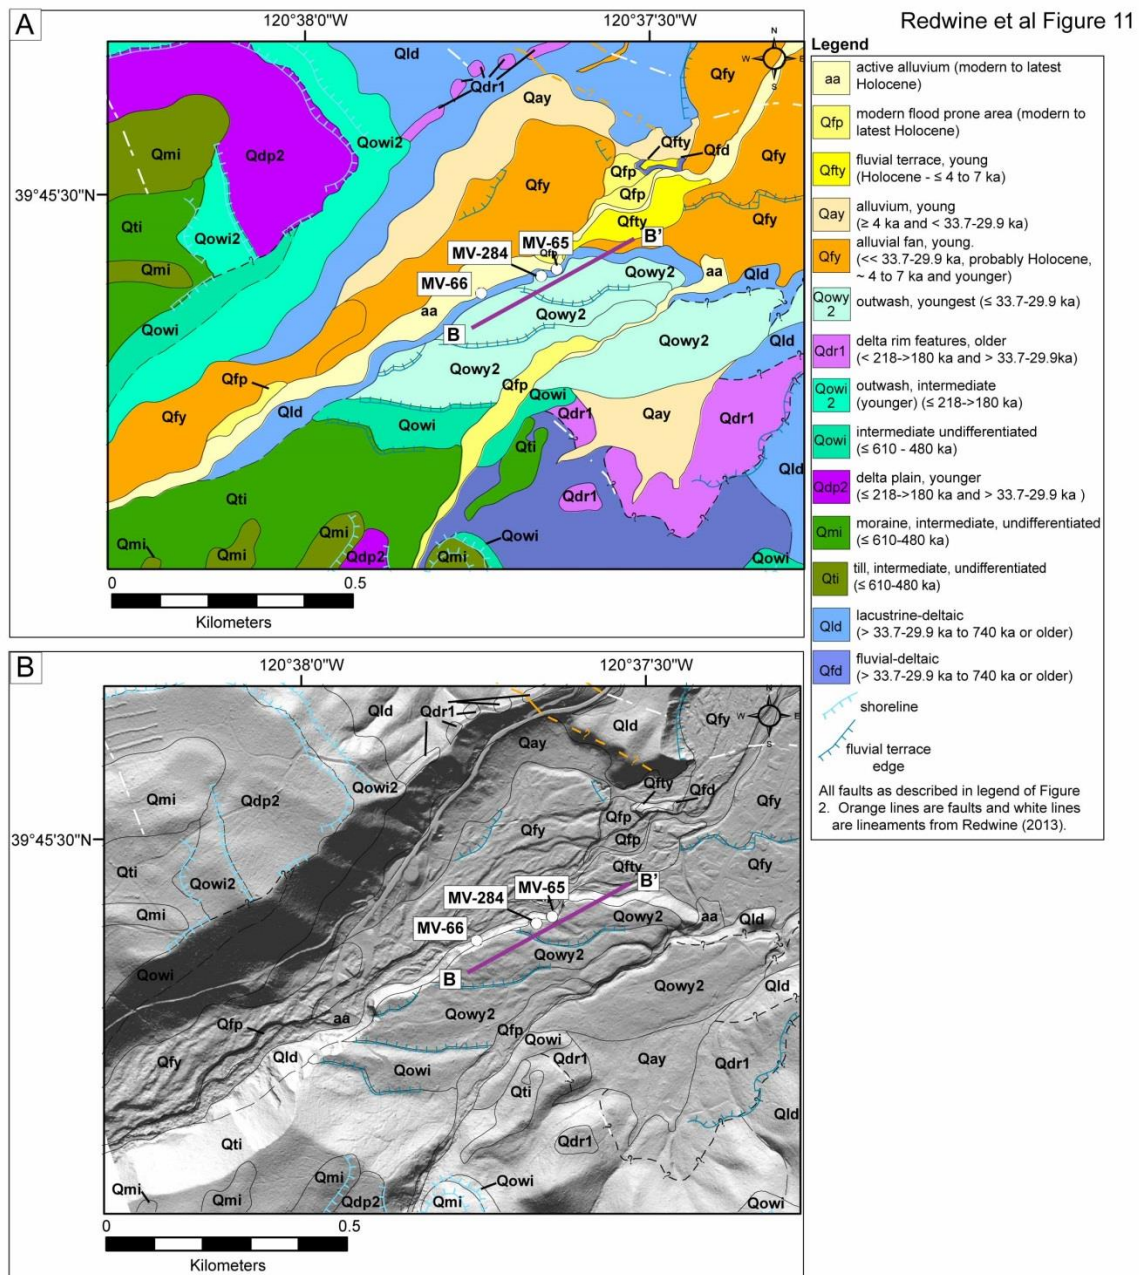 Redwine et al Figure 11
A
120°38'0"W
120°37'30"W
39°45'30"N
N
W
E
S
Qld
Qdr1
Qay
Qfy
Qmi
Qdp2
Qowi2
Qfty
Qfd
Qfp
Qfp
Qfy
Qfy
Qfy
Qti
Qowi2
Qfty
B'
MV-65
MV-284
Qfp
MV-66
Qowy2
aa
Qld
Qmi
aa
Qowy2
Qowi
B
Qowy2
Qld
Qowy2
Qfp
Qfp
Qowi
Qdr1
Qay
Qdr1
Qfy
Qld
Qowi
Qti
Qld
Qti
Qdr1
Qmi
Qmi
Qdp2
Qmi
Qowi
Qowi
0
0.5
Kilometers
Legend
aa
active alluvium (modern to latest
Holocene)
Qfp
modern flood prone area (modern to
latest Holocene)
Qfty
fluvial terrace, young
(Holocene - ≤ 4 to 7 ka)
Qay
alluvium, young
(≥ 4 ka and < 33.7-29.9 ka)
Qfy
alluvial fan, young.
(<< 33.7-29.9 ka, probably Holocene,
~ 4 to 7 ka and younger)
Qowy
2
outwash, youngest (≤ 33.7-29.9 ka)
Qdr1
delta rim features, older
(< 218->180 ka and > 33.7-29.9ka)
Qowi
2
outwash, intermediate
(younger) (≤ 218->180 ka)
Qowi
intermediate undifferentiated
(≤ 610 - 480 ka)
Qdp2
delta plain, younger
(≤ 218->180 ka and > 33.7-29.9 ka )
Qmi
moraine, intermediate, undifferentiated
(≤ 610-480 ka)
Qti
till, intermediate, undifferentiated
(≤ 610-480 ka)
Qld
lacustrine-deltaic
(> 33.7-29.9 ka to 740 ka or older)
Qfd
fluvial-deltaic
(> 33.7-29.9 ka to 740 ka or older)
shoreline
fluvial terrace
edge
All faults as described in legend of Figure
2. Orange lines are faults and white lines
are lineaments from Redwine (2013).
B
120°38'0"W
120°37'30"W
39°45'30"N
N
W
E
S
Qld
Qdr1
Qld
Qfy
Qay
Qowi2
Qfty
Qfd
Qmi
Qdp2
Qfp
Qfy
Qfy
Qfp
Qti
Qowi2
Qfty
B'
MV-65
MV-284
Qmi
MV-66
Qowy2
aa
Qld
Qowy2
Qowi
B
Qowy2
Qld
Qfp
aa
Qowy2
Qfp
Qowi
Qfy
Qld
Qowi
Qdr1
Qay
Qdr1
Qti
Qld
Qti
Qdr1
Qmi
Qmi
Qdp2
Qmi
Qowi
Qowi
0
0.5
Kilometers